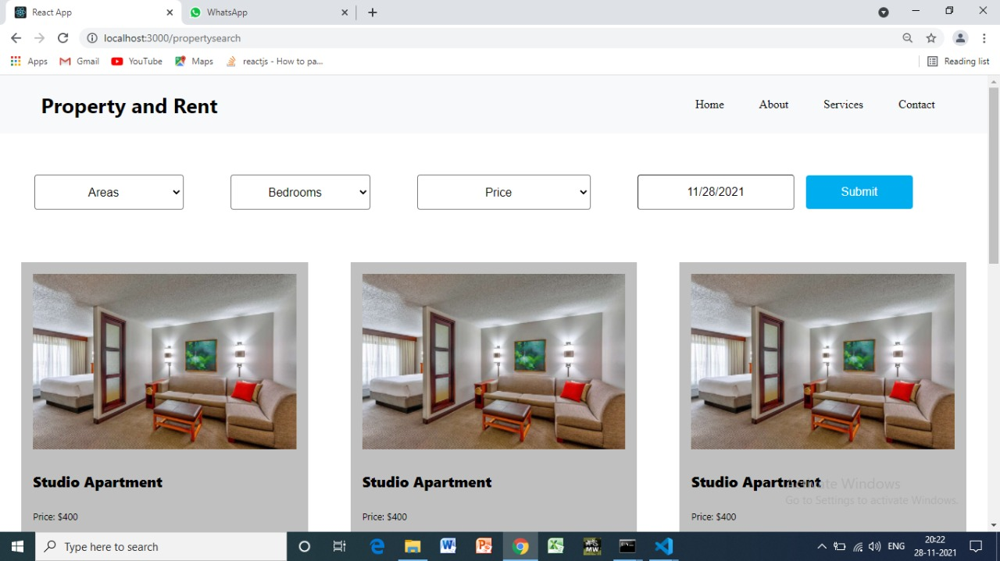 React App
WhatsApp
localhost:3000/propertysearch
Apps
Gmail
YouTube
Maps
reactjs - How to pa...
Reading list
Property and Rent
Home
About
Services
Contact
Areas
Bedrooms
Price
11/28/2021
Submit
Studio Apartment
Studio Apartment
Studio Apartment
Activate Windows
Go to Settings to activate Windows.
Price: $400
Price: $400
Price: $400
Type here to search
ENG
20:22
28-11-2021